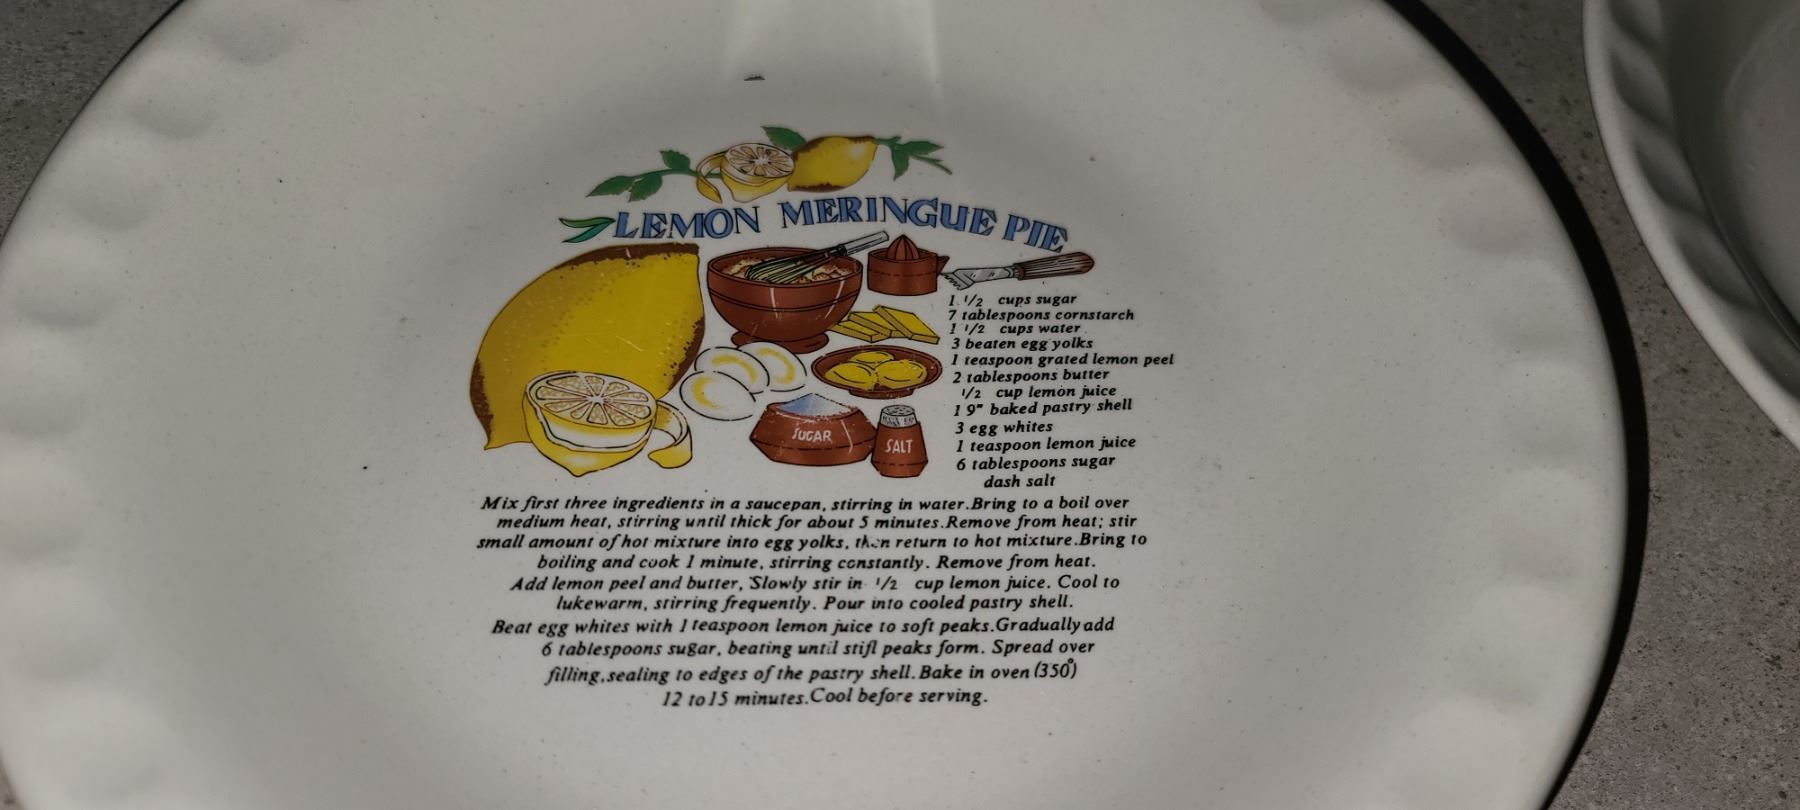 LEMON MERINGUE PIE
1 1/2 cups sugar
7 tablespoons cornstarch
1 1/2 cups water
3 beaten egg yolks
1 teaspoon grated lemon peel
2 tablespoons butter
1/2 cup lemon juice
1 9" baked pastry shell
3 egg whites
1 teaspoon lemon juice
6 tablespoons sugar
dash salt
SUGAR
SALT
Mix first three ingredients in a saucepan, stirring in water.Bring to a boil over
medium heat, stirring until thick for about 5 minutes.Remove from heat; stir
small amount of hot mixture into egg yolks, then return to hot mixture.Bring to
boiling and cook 1 minute, stirring constantly. Remove from heat.
Add lemon peel and butter, Slowly stir in 1/2 cup lemon juice. Cool to
lukewarm, stirring frequently. Pour into cooled pastry shell.
Beat egg whites with 1 teaspoon lemon juice to soft peaks.Gradually add
6 tablespoons sugar, beating until stifl peaks form. Spread over
filling,sealing to edges of the pastry shell. Bake in oven (350°)
12 to 15 minutes.Cool before serving.